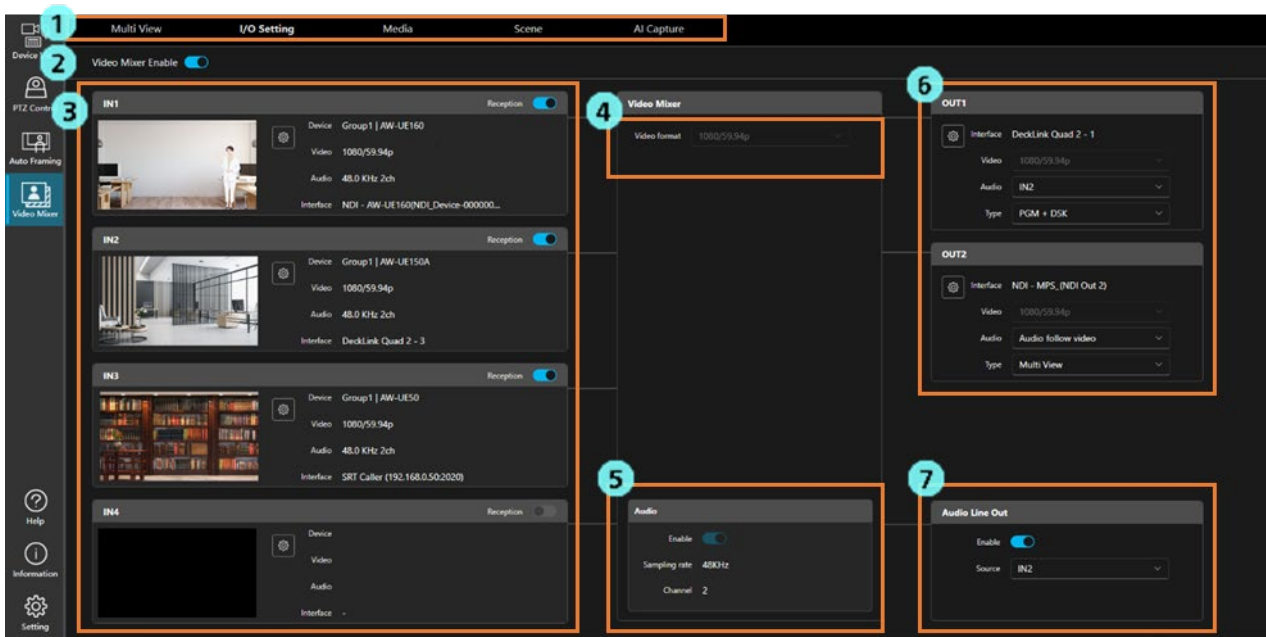 1
Multi View
I/O Setting
Media
Scene
AI Capture
Device
2
Video Mixer Enable
PTZ Contr
Auto Framing
Video Mixer
Help
Information
Setting
3
IN1
Reception
Device Group1 | AW-UE160
Video 1080/59.94p
Audio 48.0 KHz 2ch
Interface NDI - AW-UE160(NDI_Device-000000...
IN2
Reception
Device Group1 | AW-UE150A
Video 1080/59.94p
Audio 48.0 KHz 2ch
Interface DeckLink Quad 2 - 3
IN3
Reception
Device Group1 | AW-UE50
Video 1080/59.94p
Audio 48.0 KHz 2ch
Interface SRT Caller (192.168.0.50:2020)
IN4
Reception
Device
Video
Audio
Interface -
4
Video Mixer
Video format 1080/59.94p
5
Audio
Enable
Sampling rate 48KHz
Channel 2
6
OUT1
Interface DeckLink Quad 2 - 1
Video 1080/59.94p
Audio IN2
Type PGM + DSK
OUT2
Interface NDI - MPS_(NDI Out 2)
Video 1080/59.94p
Audio Audio follow video
Type Multi View
7
Audio Line Out
Enable
Source IN2